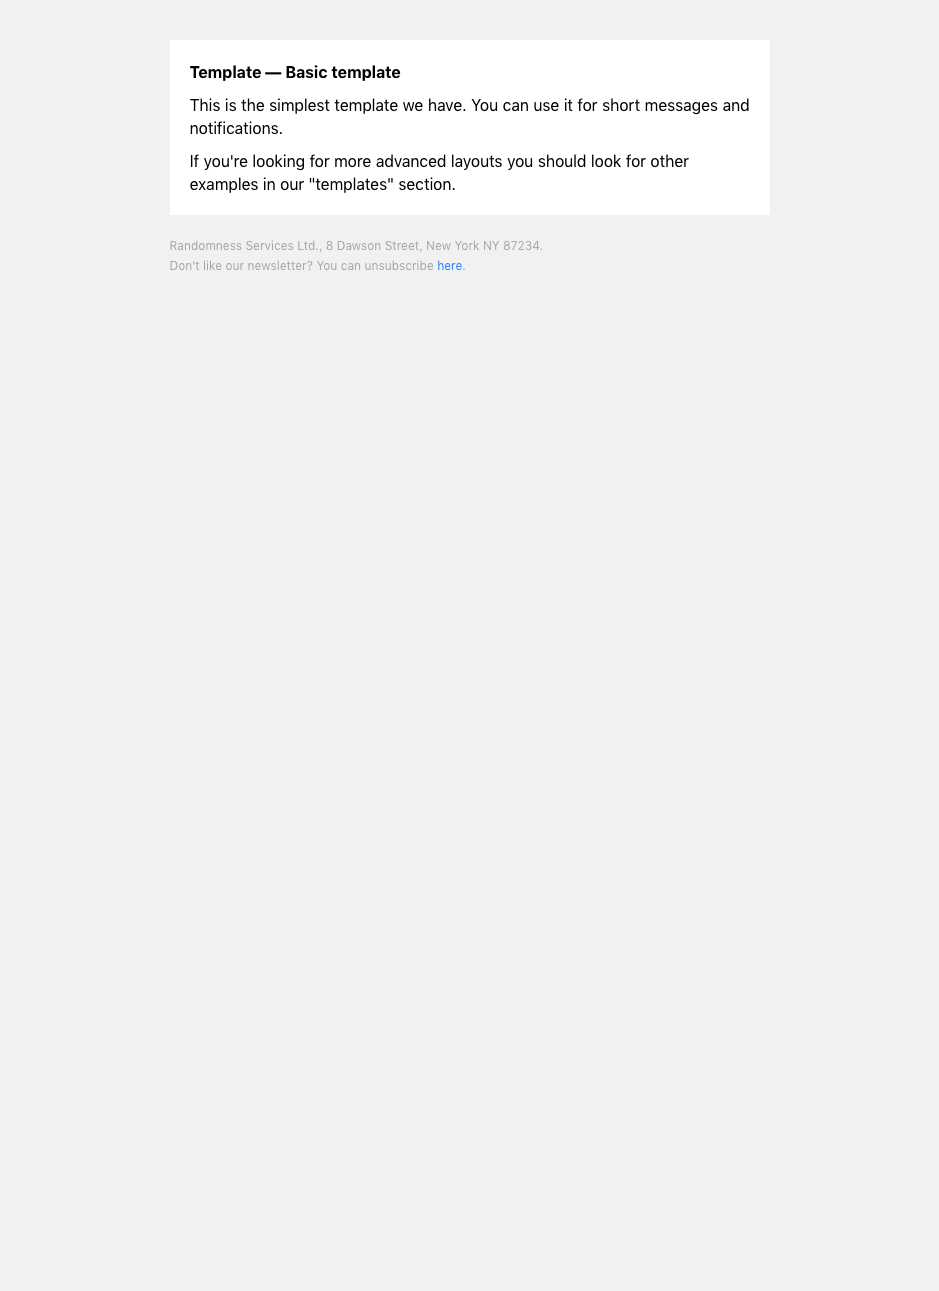 Template — Basic template
This is the simplest template we have. You can use it for short messages and
notifications.
If you're looking for more advanced layouts you should look for other
examples in our "templates" section.
Randomness Services Ltd., 8 Dawson Street, New York NY 87234.
Don't like our newsletter? You can unsubscribe here.